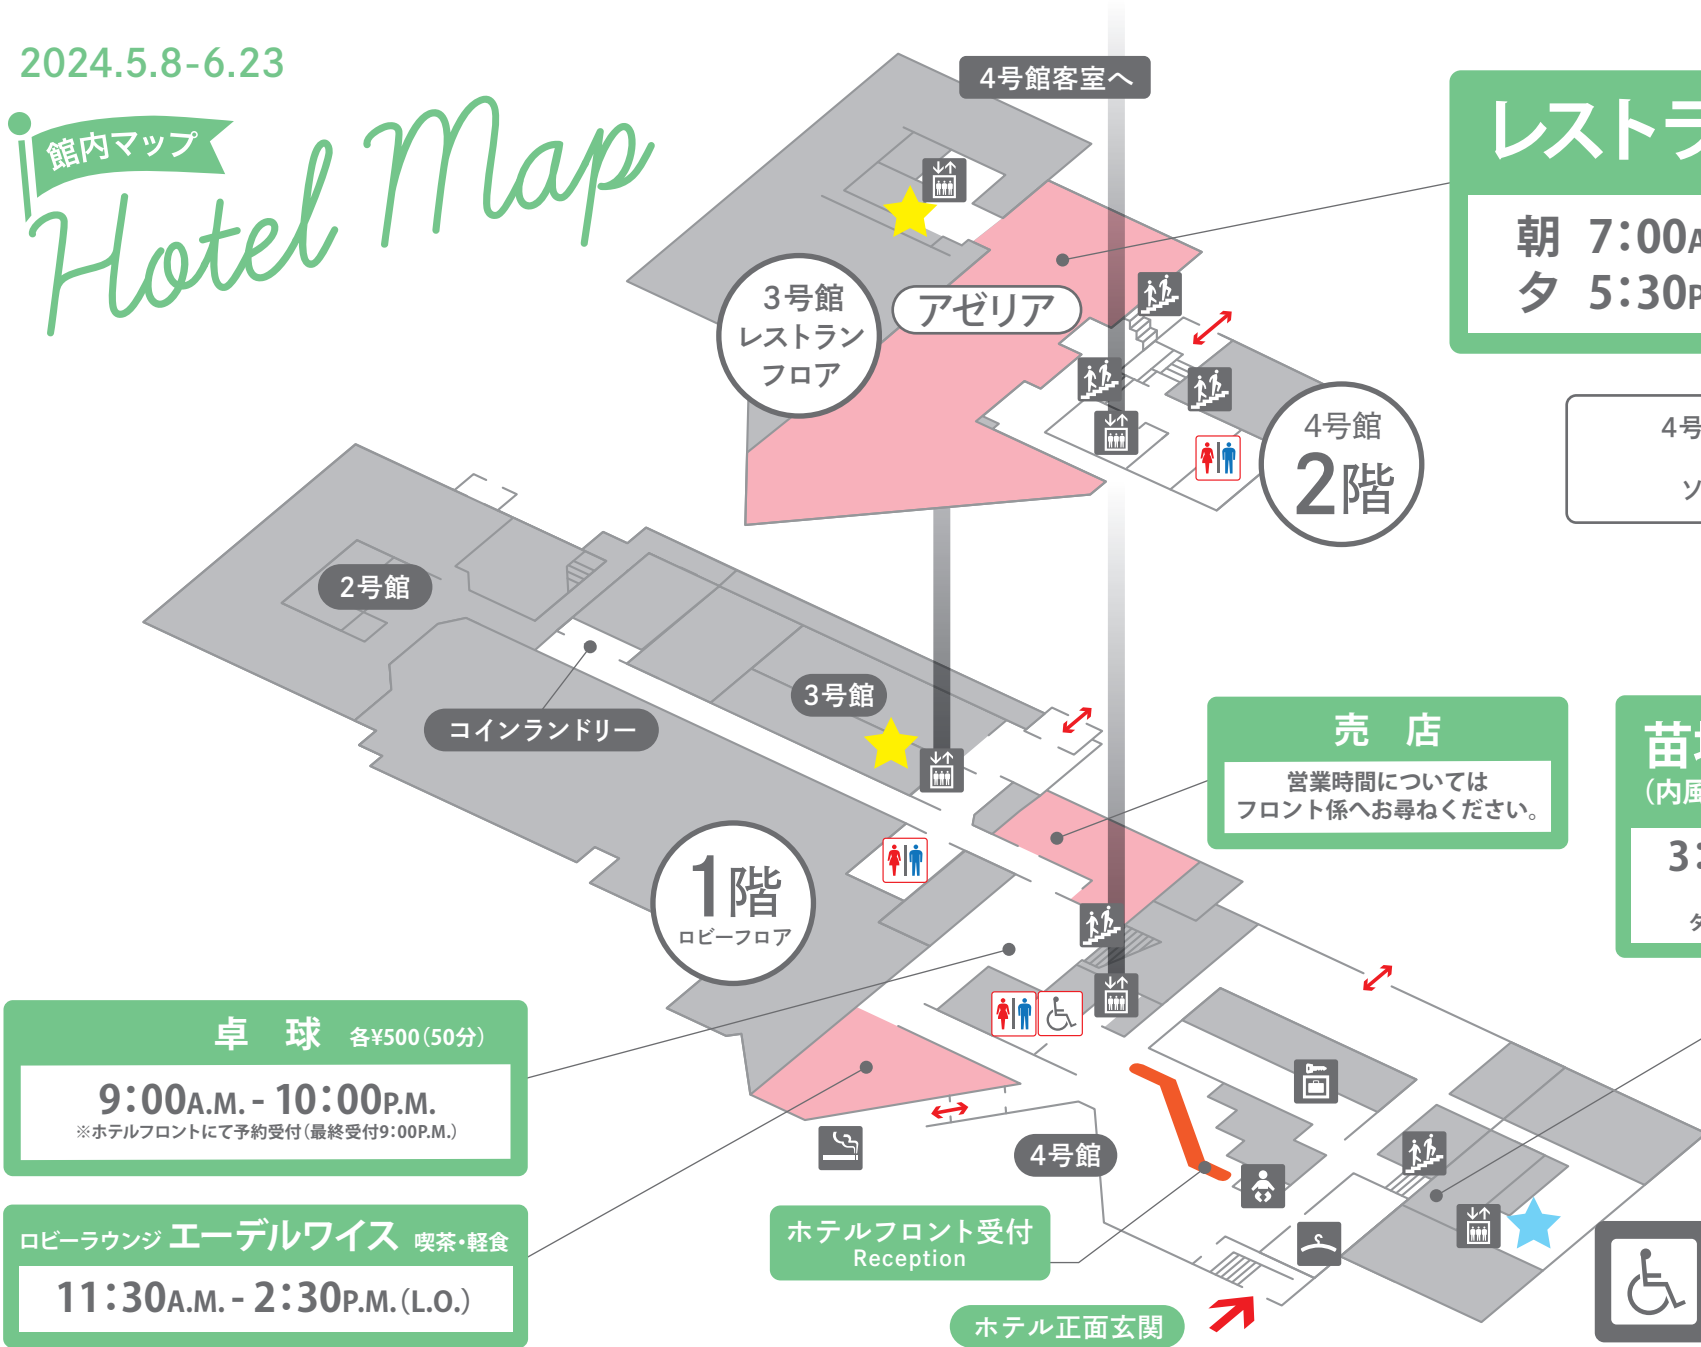 2024.5.8-6.23
館内マップ
Hotel Map
4号館客室へ
レストラ
朝 7:00A
夕 5:30P
3号館
レストラン
フロア
アゼリア
4号館
2階
4号
ソ
2号館
コインランドリー
3号館
売 店
営業時間については
フロント係へお尋ねください。
苗場
(内風
3:
タ
1階
ロビーフロア
卓 球 各¥500(50分)
9:00A.M. - 10:00P.M.
※ホテルフロントにて予約受付(最終受付9:00P.M.)
ロビーラウンジ エーデルワイス 喫茶・軽食
11:30A.M. - 2:30P.M.(L.O.)
4号館
ホテルフロント受付
Reception
ホテル正面玄関